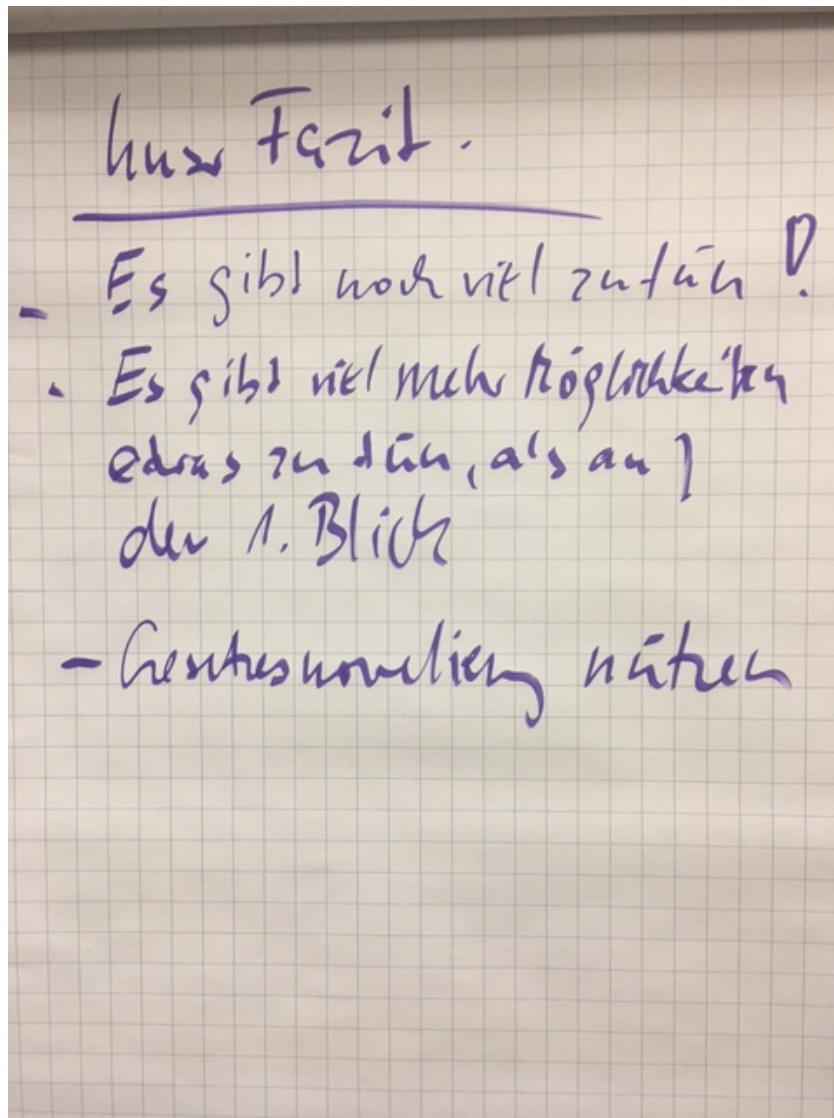 Unser Fazit.
- Es gibt noch viel zu tun!
- Es gibt viel mehr Möglichkeiten
etwas zu tun, als auf
den 1. Blick
- Gesetzesnovellierung nutzen